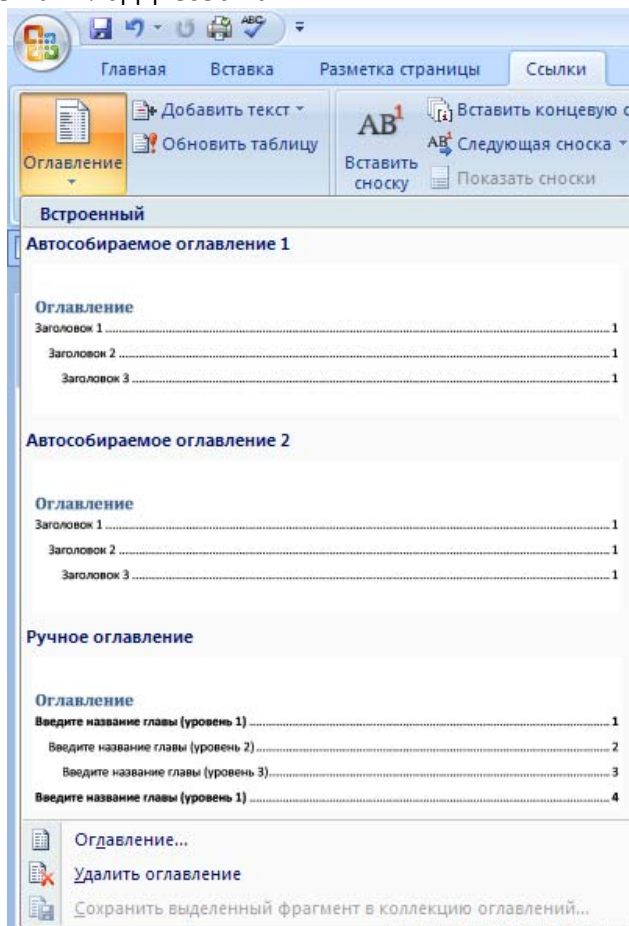 Главная Вставка Разметка страницы Ссылки
Добавить текст
Обновить таблицу
Оглавление
AB1
Вставить сноску
Вставить концевую с
Следующая сноска
Показать сноски
Встроенный
Автособираемое оглавление 1
Оглавление
Заголовок 1 1
Заголовок 2 1
Заголовок 3 1
Автособираемое оглавление 2
Оглавление
Заголовок 1 1
Заголовок 2 1
Заголовок 3 1
Ручное оглавление
Оглавление
Введите название главы (уровень 1) 1
Введите название главы (уровень 2) 2
Введите название главы (уровень 3) 3
Введите название главы (уровень 1) 4
Оглавление...
Удалить оглавление
Сохранить выделенный фрагмент в коллекцию оглавлений...